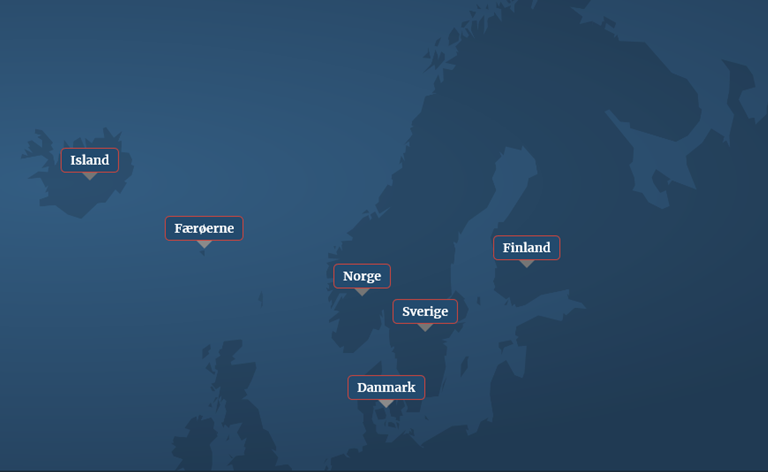 Island
Færøerne
Finland
Norge
Sverige
Danmark